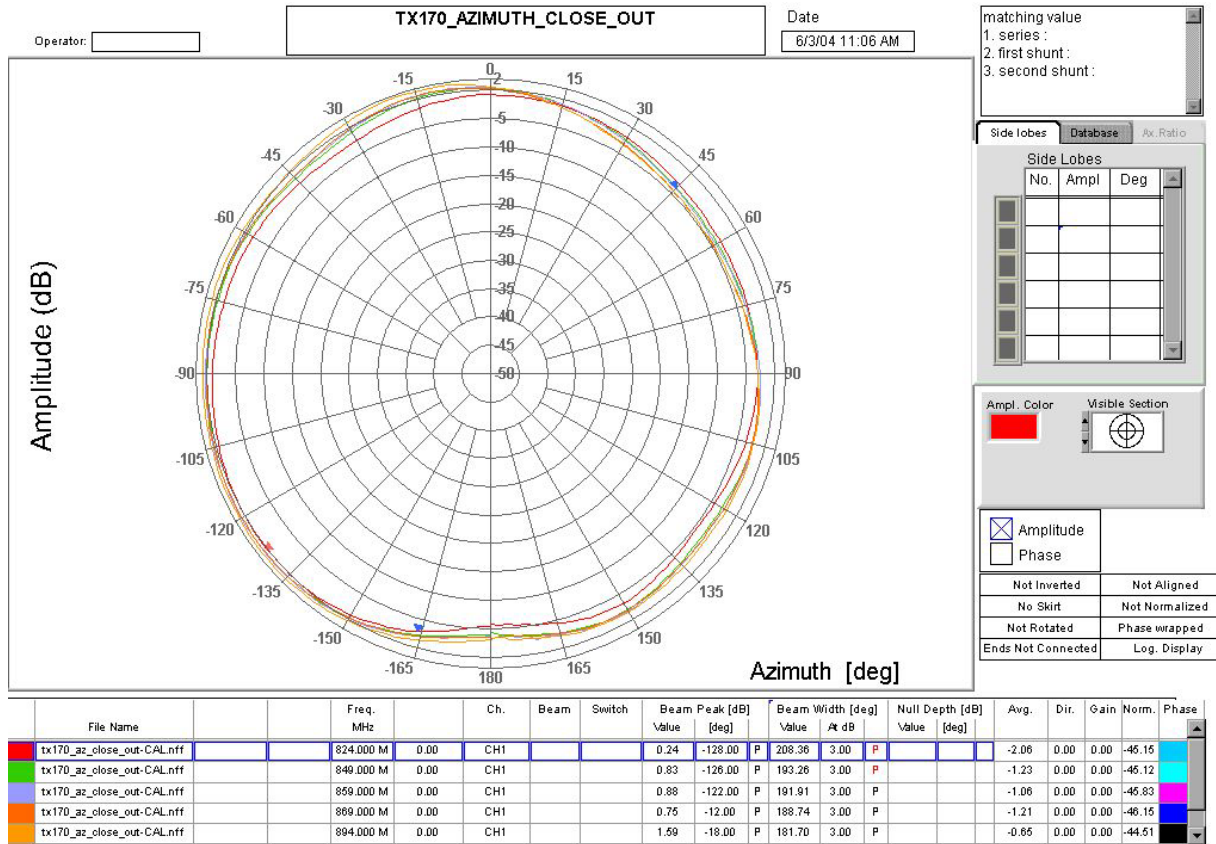 TX170_AZIMUTH_CLOSE_OUT
Operator:
Date
6/3/04 11:06 AM
matching value
1. series :
2. first shunt :
3. second shunt :
Side lobes Database Ax.Ratio
Side Lobes
No. Ampl Deg
Ampl. Color Visible Section
Amplitude
Phase
Not Inverted Not Aligned
No Skirt Not Normalized
Not Rotated Phase wrapped
Ends Not Connected Log. Display
Amplitude (dB)
0
-15 15
-30 30
-45 45
-60 60
-75 75
-90 90
-105 105
-120 120
-135 135
-150 150
-165 165
180
2
-5
-10
-15
-20
-25
-30
-35
-40
-45
-50
Azimuth [deg]
File Name Freq. MHz Ch. Beam Switch Beam Peak [dB] Value [deg] Beam Width [deg] Value At dB Null Depth [dB] Value [deg] Avg. Dir. Gain Norm. Phase
tx170_az_close_out-CAL.nff 824.000 M 0.00 CH1 0.24 -128.00 P 208.36 3.00 P -2.06 0.00 0.00 -45.15
tx170_az_close_out-CAL.nff 849.000 M 0.00 CH1 0.83 -126.00 P 193.26 3.00 P -1.23 0.00 0.00 -45.12
tx170_az_close_out-CAL.nff 859.000 M 0.00 CH1 0.88 -122.00 P 191.91 3.00 P -1.06 0.00 0.00 -45.83
tx170_az_close_out-CAL.nff 869.000 M 0.00 CH1 0.75 -12.00 P 188.74 3.00 P -1.21 0.00 0.00 -46.15
tx170_az_close_out-CAL.nff 894.000 M 0.00 CH1 1.59 -18.00 P 181.70 3.00 P -0.65 0.00 0.00 -44.51